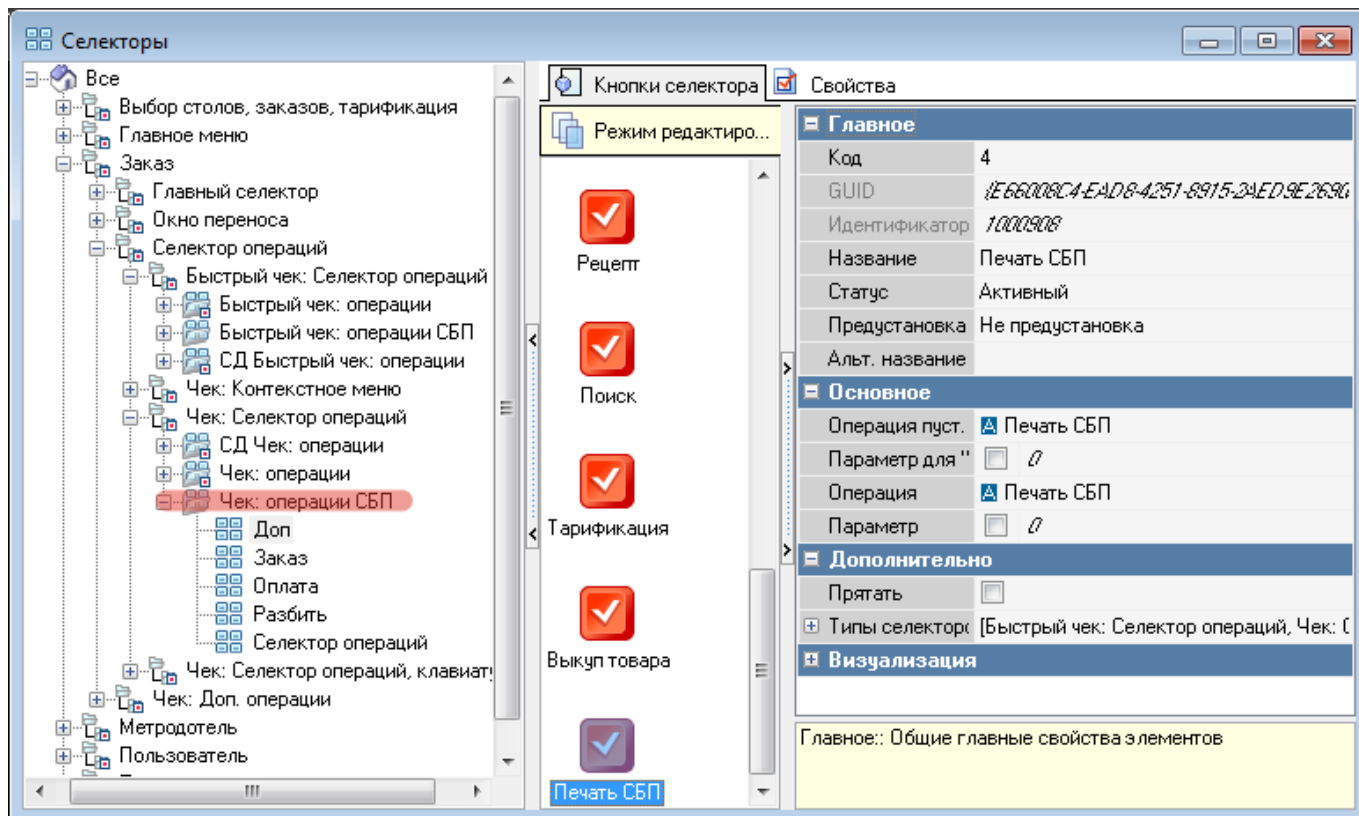 Селекторы
Все
Выбор столов, заказов, тарификация
Главное меню
Заказ
Главный селектор
Окно переноса
Селектор операций
Быстрый чек: Селектор операций
Быстрый чек: операции
Быстрый чек: операции СБП
СД Быстрый чек: операции
Чек: Контекстное меню
Чек: Селектор операций
СД Чек: операции
Чек: операции
Чек: операции СБП
Доп
Заказ
Оплата
Разбить
Селектор операций
Чек: Селектор операций, клавиат
Чек: Доп. операции
Метродотель
Пользователь
Кнопки селектора
Свойства
Режим редактиро...
Рецепт
Поиск
Тарификация
Выкуп товара
Печать СБП
Главное
Код 4
GUID
Идентификатор 1000908
Название Печать СБП
Статус Активный
Предустановка Не предустановка
Альт. название
Основное
Операция пуст. Печать СБП
Параметр для " 0
Операция Печать СБП
Параметр 0
Дополнительно
Прятать
Типы селекторо [Быстрый чек: Селектор операций, Чек: С
Визуализация
Главное:: Общие главные свойства элементов